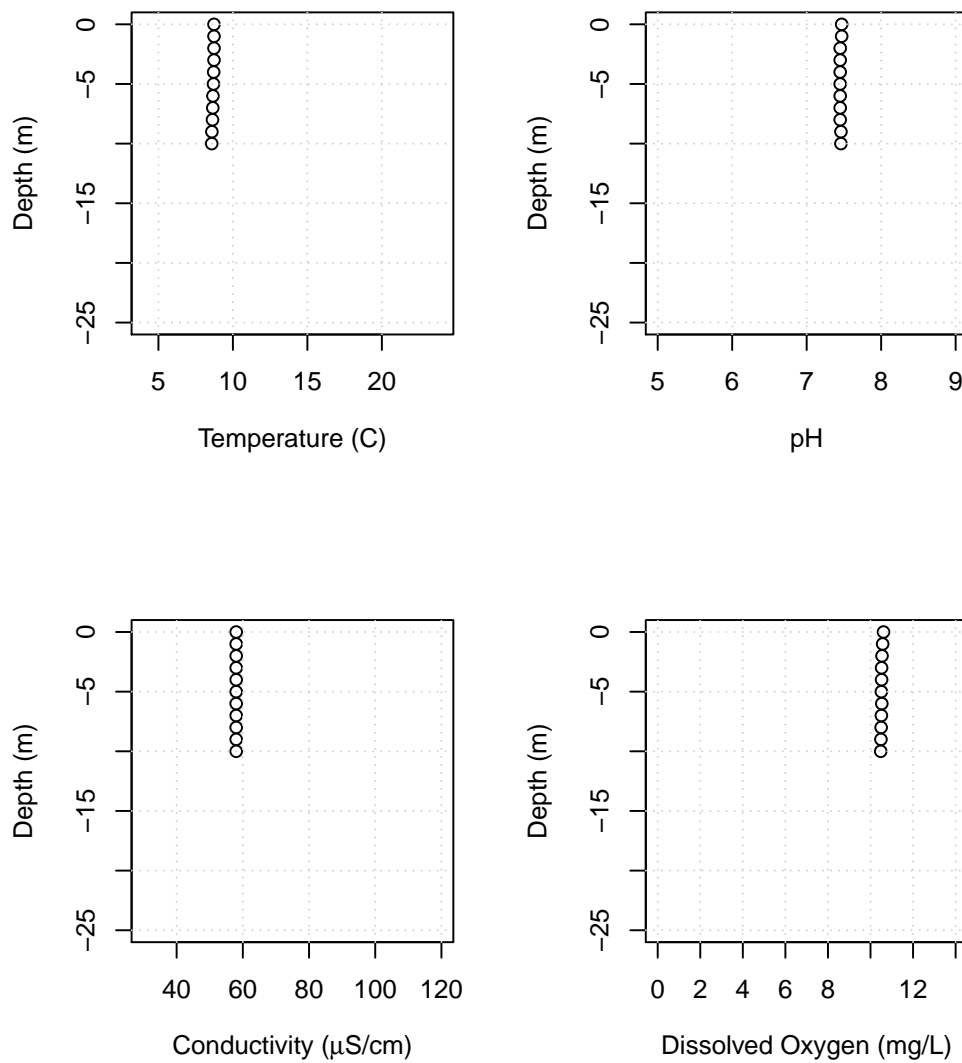 0
−5
−15
−25
Depth (m)
5 10 15 20
Temperature (C)
0
−5
−15
−25
Depth (m)
5 6 7 8 9
pH
0
−5
−15
−25
Depth (m)
40 60 80 100 120
Conductivity (μS/cm)
0
−5
−15
−25
Depth (m)
0 2 4 6 8 12
Dissolved Oxygen (mg/L)